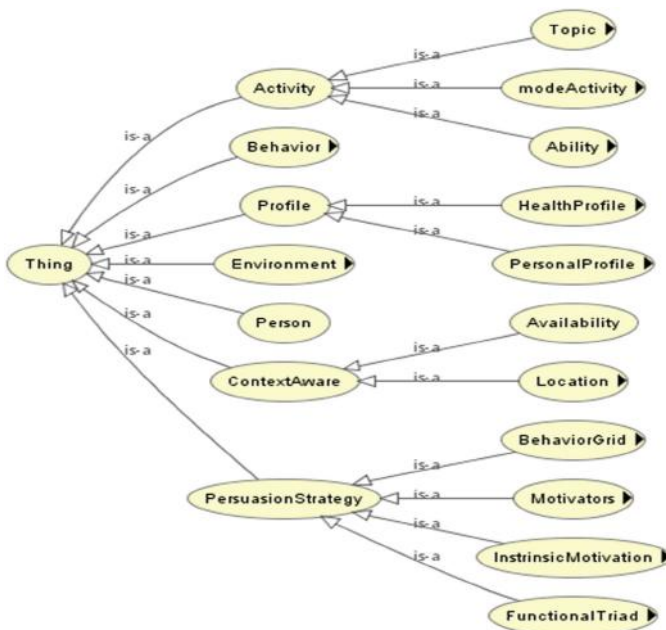 Topic
is-a
Activity
is-a
modeActivity
is-a
Ability
is-a
Behavior
is-a
Profile
is-a
HealthProfile
is-a
PersonalProfile
is-a
Thing
is-a
Environment
is-a
Person
is-a
Availability
is-a
ContextAware
is-a
Location
is-a
BehaviorGrid
is-a
PersuasionStrategy
is-a
Motivators
is-a
InstrinsicMotivation
is-a
FunctionalTriad
is-a